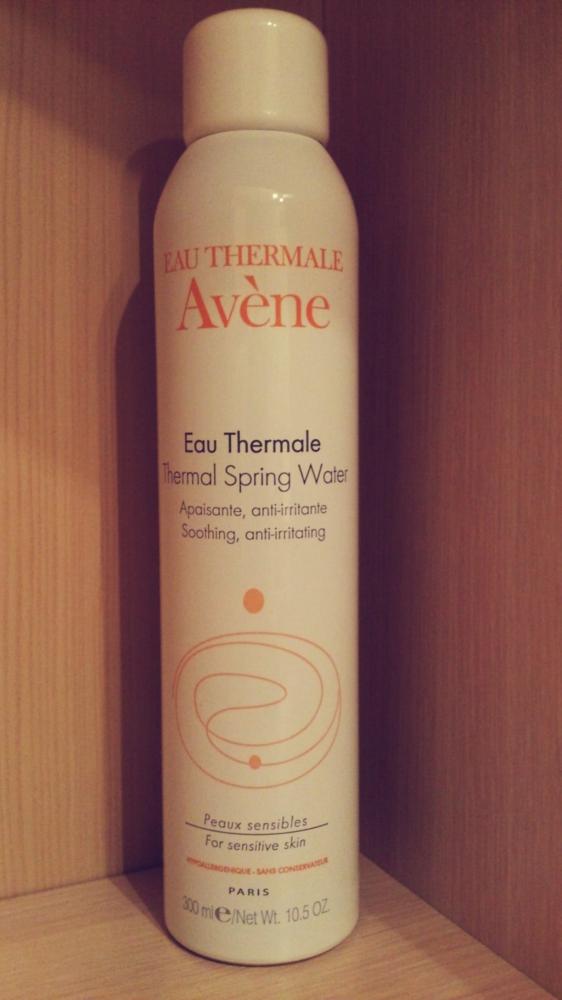 EAU THERMALE
Avène
Eau Thermale
Thermal Spring Water
Apaisante, anti-irritante
Soothing, anti-irritating
Peaux sensibles
For sensitive skin
HYPOALLERGENIQUE - SANS CONSERVATEUR
PARIS
300 ml℮/Net Wt. 10.5 OZ.